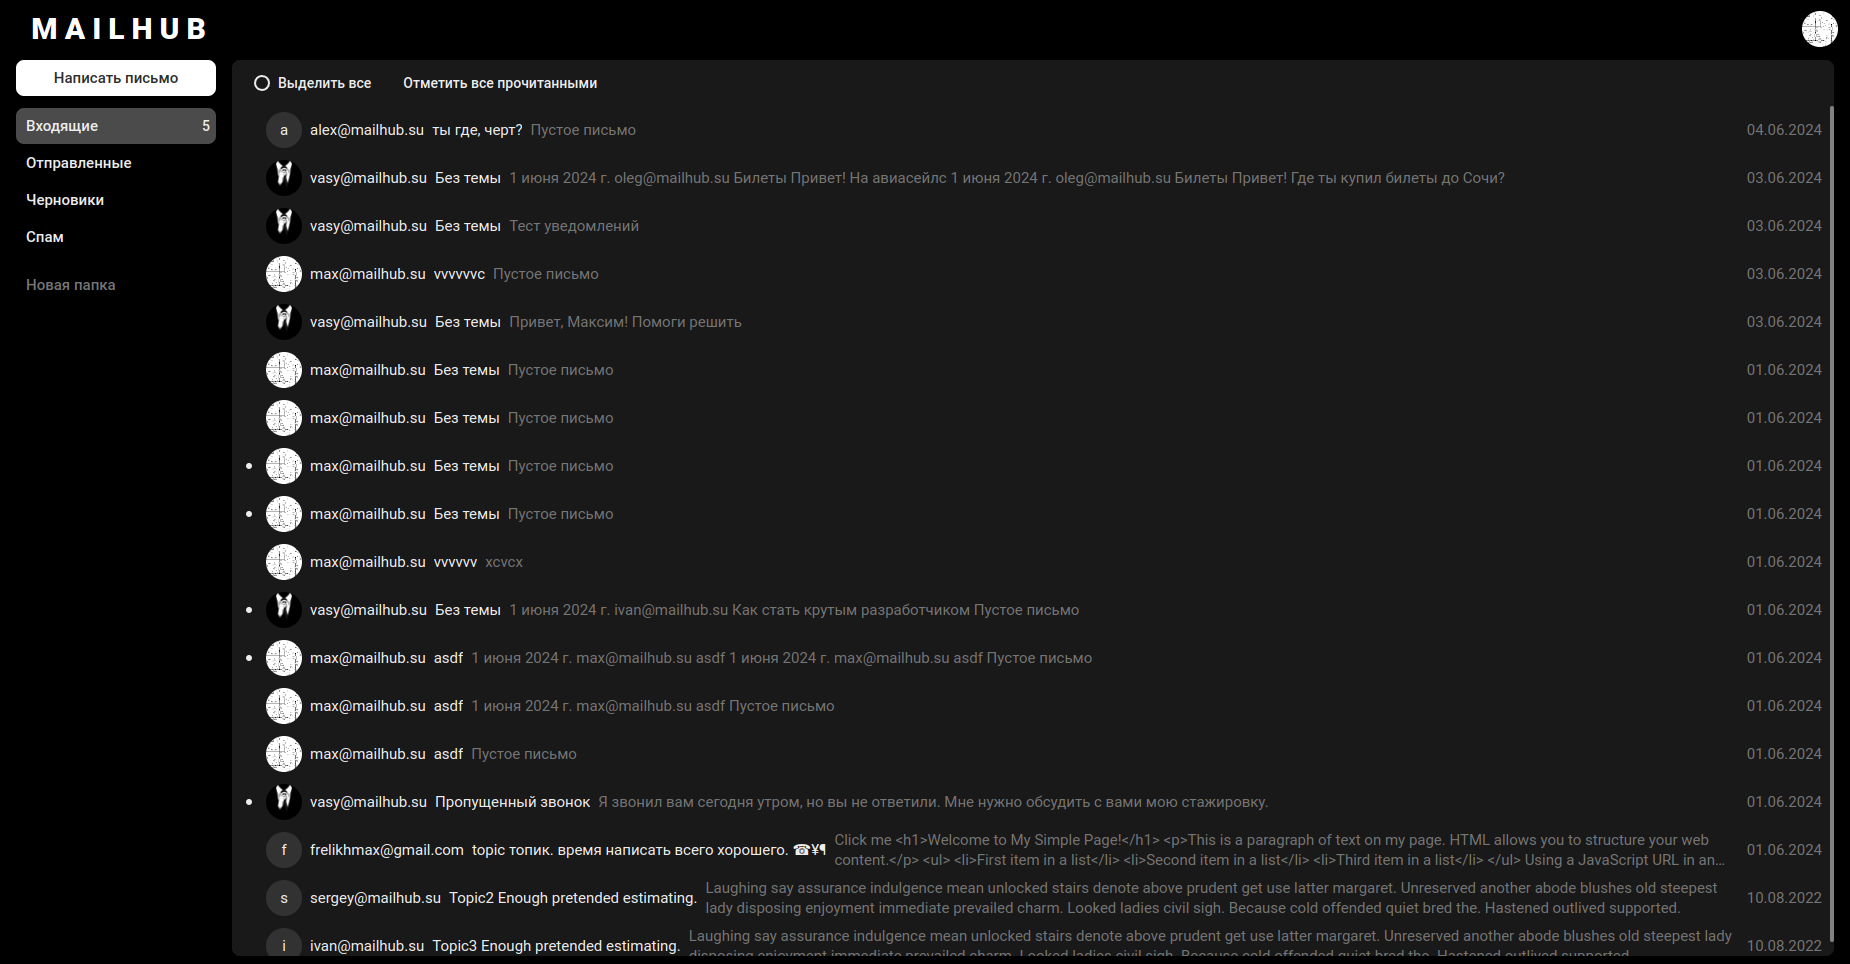 MAILHUB
Написать письмо
Входящие 5
Отправленные
Черновики
Спам
Новая папка
Выделить все Отметить все прочитанными
a alex@mailhub.su ты где, черт? Пустое письмо 04.06.2024
vasy@mailhub.su Без темы 1 июня 2024 г. oleg@mailhub.su Билеты Привет! На авиасейлс 1 июня 2024 г. oleg@mailhub.su Билеты Привет! Где ты купил билеты до Сочи? 03.06.2024
vasy@mailhub.su Без темы Тест уведомлений 03.06.2024
max@mailhub.su vvvvvvc Пустое письмо 03.06.2024
vasy@mailhub.su Без темы Привет, Максим! Помоги решить 03.06.2024
max@mailhub.su Без темы Пустое письмо 01.06.2024
max@mailhub.su Без темы Пустое письмо 01.06.2024
max@mailhub.su Без темы Пустое письмо 01.06.2024
max@mailhub.su Без темы Пустое письмо 01.06.2024
max@mailhub.su vvvvvv xcvcx 01.06.2024
vasy@mailhub.su Без темы 1 июня 2024 г. ivan@mailhub.su Как стать крутым разработчиком Пустое письмо 01.06.2024
max@mailhub.su asdf 1 июня 2024 г. max@mailhub.su asdf 1 июня 2024 г. max@mailhub.su asdf Пустое письмо 01.06.2024
max@mailhub.su asdf 1 июня 2024 г. max@mailhub.su asdf Пустое письмо 01.06.2024
max@mailhub.su asdf Пустое письмо 01.06.2024
vasy@mailhub.su Пропущенный звонок Я звонил вам сегодня утром, но вы не ответили. Мне нужно обсудить с вами мою стажировку. 01.06.2024
f frelikhmax@gmail.com topic топик. время написать всего хорошего. ☎¥¶ Click me <h1>Welcome to My Simple Page!</h1> <p>This is a paragraph of text on my page. HTML allows you to structure your web
content.</p> <ul> <li>First item in a list</li> <li>Second item in a list</li> <li>Third item in a list</li> </ul> Using a JavaScript URL in an… 01.06.2024
s sergey@mailhub.su Topic2 Enough pretended estimating. Laughing say assurance indulgence mean unlocked stairs denote above prudent get use latter margaret. Unreserved another abode blushes old steepest
lady disposing enjoyment immediate prevailed charm. Looked ladies civil sigh. Because cold offended quiet bred the. Hastened outlived supported. 10.08.2022
i ivan@mailhub.su Topic3 Enough pretended estimating. Laughing say assurance indulgence mean unlocked stairs denote above prudent get use latter margaret. Unreserved another abode blushes old steepest lady 10.08.2022
disposing enjoyment immediate prevailed charm. Looked ladies civil sigh. Because cold offended quiet bred the. Hastened outlived supported.